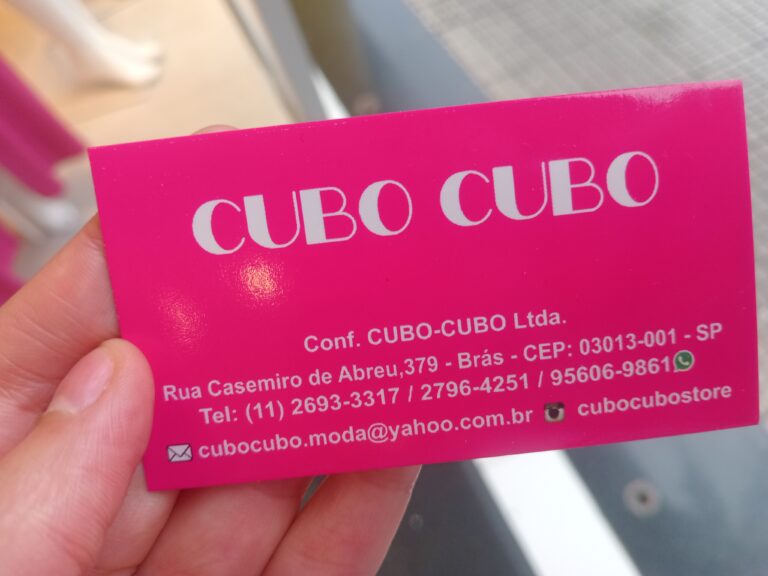 CUBO CUBO
Conf. CUBO-CUBO Ltda.
Rua Casemiro de Abreu,379 - Brás - CEP: 03013-001 - SP
Tel: (11) 2693-3317 / 2796-4251 / 95606-9861
cubocubo.moda@yahoo.com.br cubocubostore